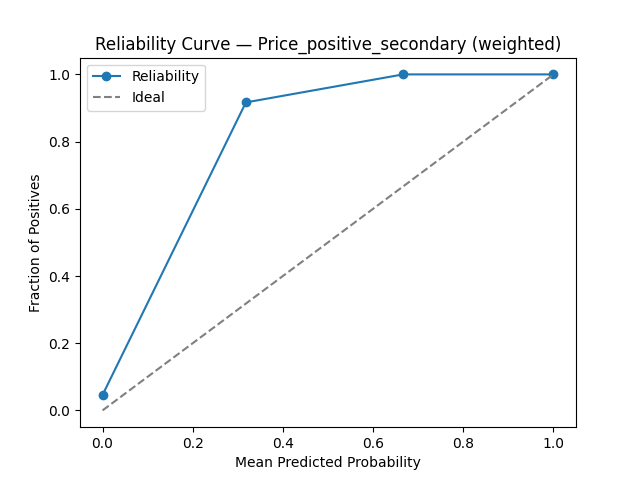 Reliability Curve — Price_positive_secondary (weighted)
Reliability
Ideal
1.0
0.8
0.6
0.4
0.2
0.0
Fraction of Positives
0.0 0.2 0.4 0.6 0.8 1.0
Mean Predicted Probability